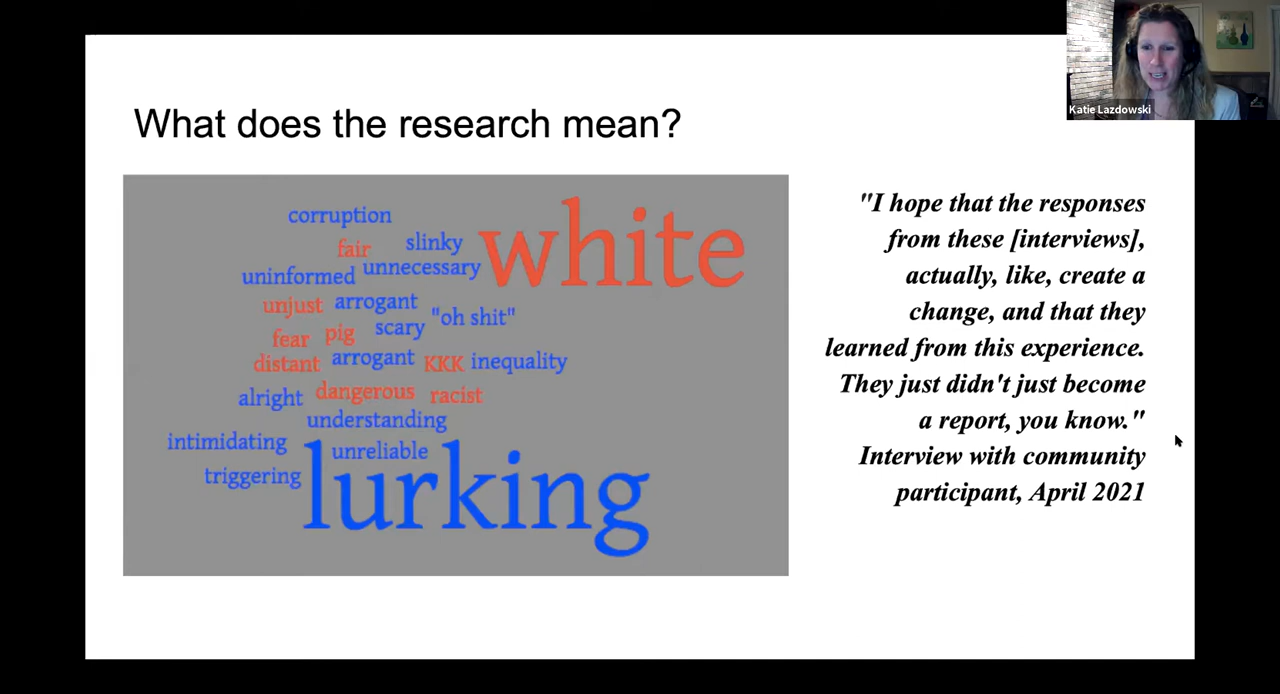 Katie Lazdowski
What does the research mean?
corruption
fair slinky white
uninformed unnecessary
unjust arrogant
fear pig scary "oh shit"
distant arrogant KKK inequality
alright dangerous racist
understanding
intimidating unreliable
triggering lurking
"I hope that the responses
from these [interviews],
actually, like, create a
change, and that they
learned from this experience.
They just didn't just become
a report, you know."
Interview with community
participant, April 2021